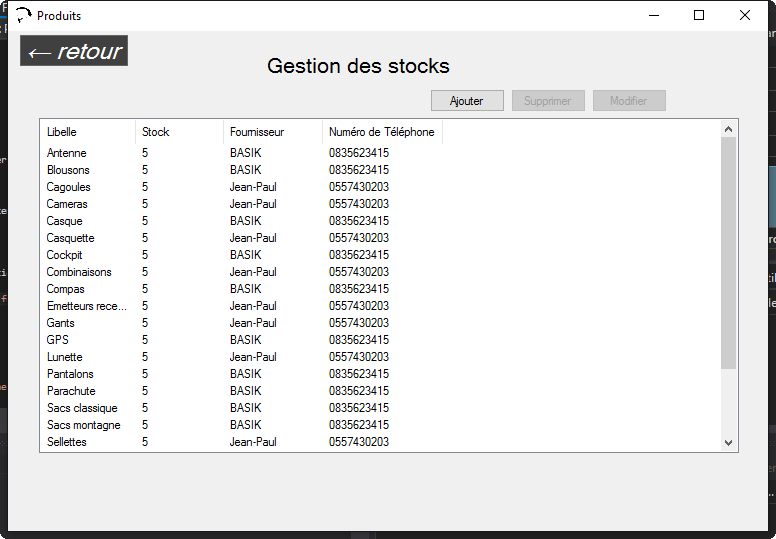 Produits
← retour
Gestion des stocks
Ajouter Supprimer Modifier
Libelle Stock Fournisseur Numéro de Téléphone
Antenne 5 BASIK 0835623415
Blousons 5 BASIK 0835623415
Cagoules 5 Jean-Paul 0557430203
Cameras 5 Jean-Paul 0557430203
Casque 5 BASIK 0835623415
Casquette 5 Jean-Paul 0557430203
Cockpit 5 BASIK 0835623415
Combinaisons 5 Jean-Paul 0557430203
Compas 5 BASIK 0835623415
Emetteurs rece... 5 Jean-Paul 0557430203
Gants 5 Jean-Paul 0557430203
GPS 5 BASIK 0835623415
Lunette 5 Jean-Paul 0557430203
Pantalons 5 BASIK 0835623415
Parachute 5 BASIK 0835623415
Sacs classique 5 BASIK 0835623415
Sacs montagne 5 BASIK 0835623415
Sellettes 5 Jean-Paul 0557430203